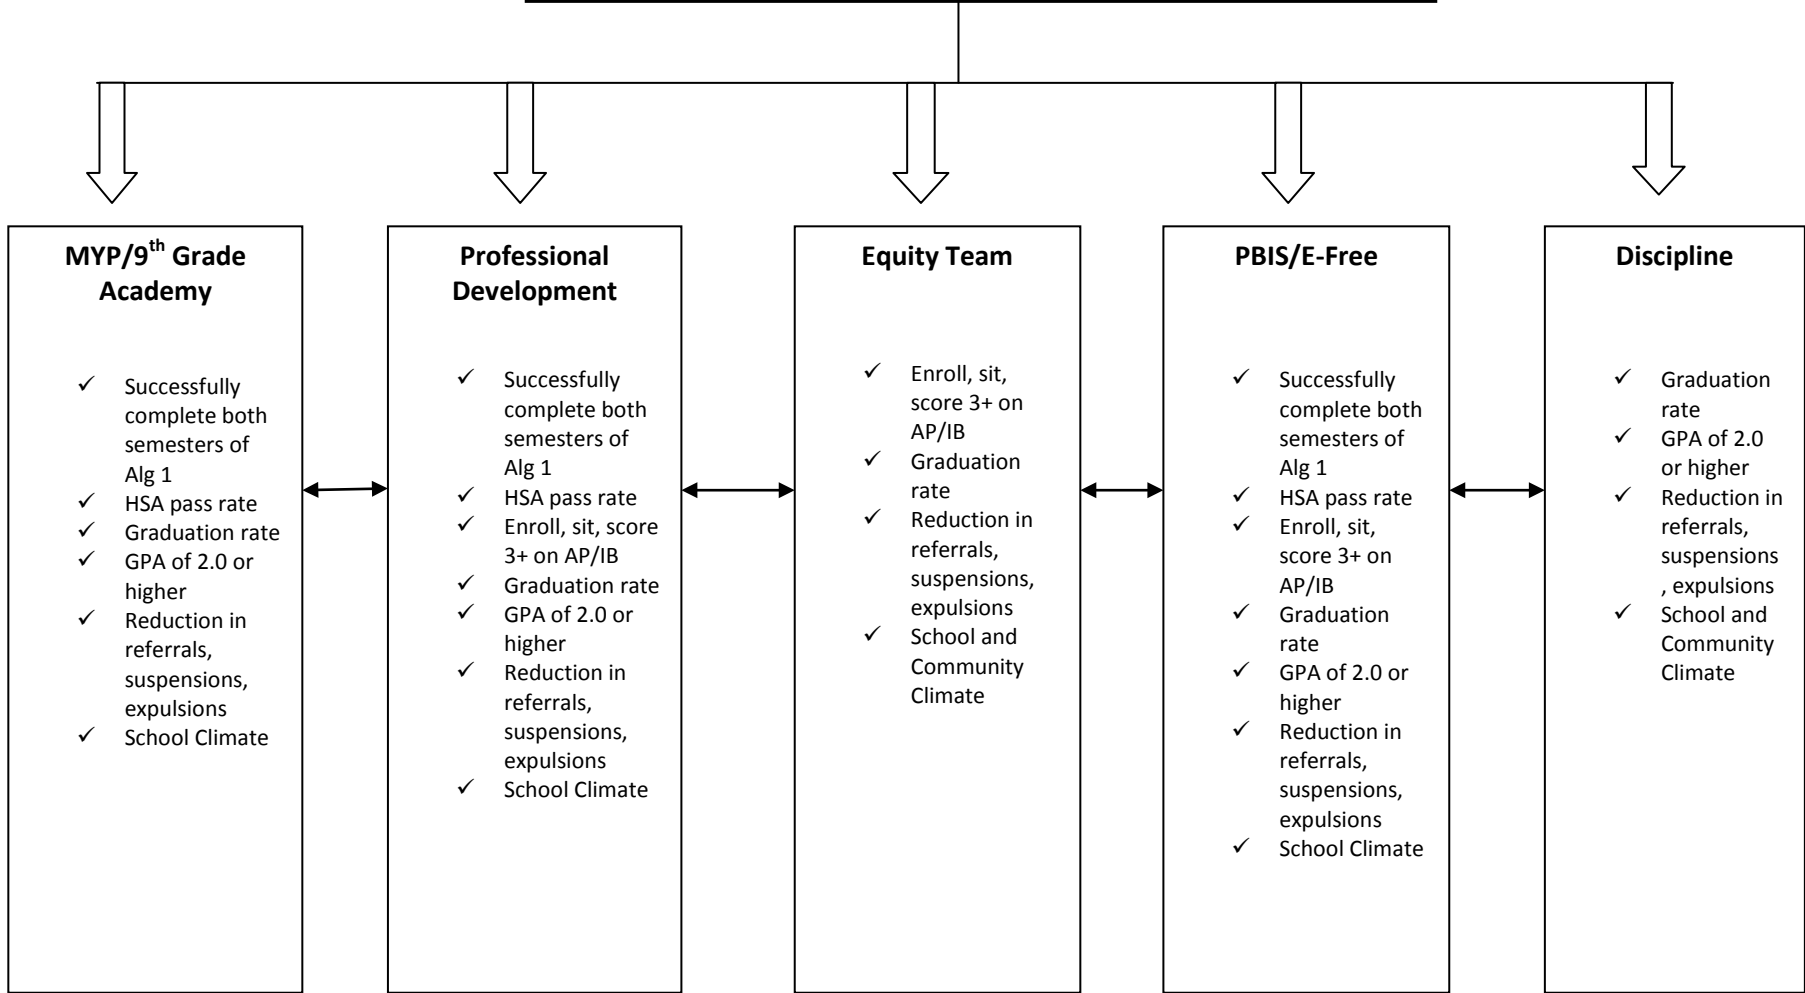 MYP/9th Grade
Academy
✓ Successfully
complete both
semesters of
Alg 1
✓ HSA pass rate
✓ Graduation rate
✓ GPA of 2.0 or
higher
✓ Reduction in
referrals,
suspensions,
expulsions
✓ School Climate
Professional
Development
✓ Successfully
complete both
semesters of
Alg 1
✓ HSA pass rate
✓ Enroll, sit, score
3+ on AP/IB
✓ Graduation rate
✓ GPA of 2.0 or
higher
✓ Reduction in
referrals,
suspensions,
expulsions
✓ School Climate
Equity Team
✓ Enroll, sit,
score 3+ on
AP/IB
✓ Graduation
rate
✓ Reduction in
referrals,
suspensions,
expulsions
✓ School and
Community
Climate
PBIS/E-Free
✓ Successfully
complete both
semesters of
Alg 1
✓ HSA pass rate
✓ Enroll, sit,
score 3+ on
AP/IB
✓ Graduation
rate
✓ GPA of 2.0 or
higher
✓ Reduction in
referrals,
suspensions,
expulsions
✓ School Climate
Discipline
✓ Graduation
rate
✓ GPA of 2.0
or higher
✓ Reduction in
referrals,
suspensions
, expulsions
✓ School and
Community
Climate